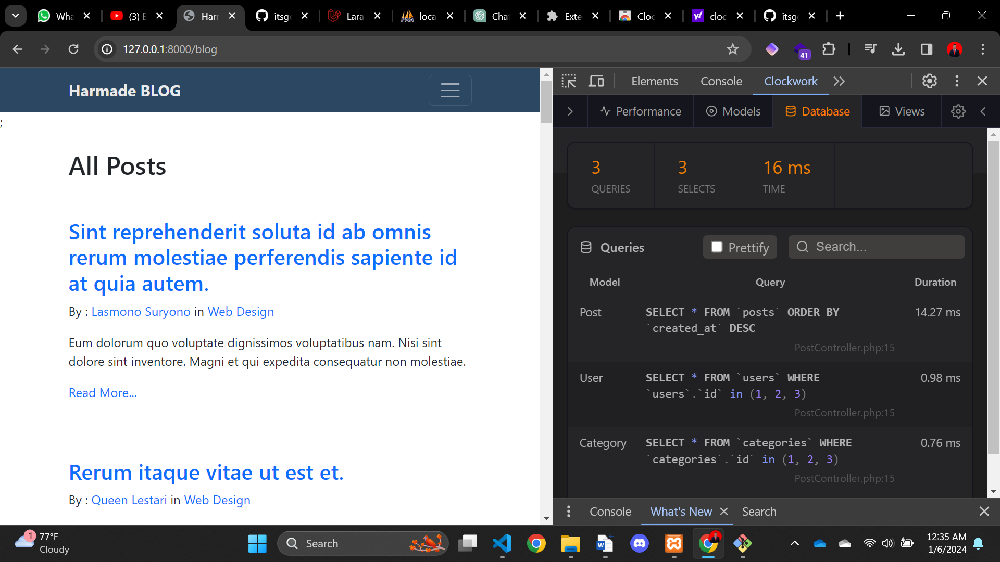 Wha
(3) E
Harm
itsg
Lara
loca
Chat
Exte
Cloc
cloc
itsg
127.0.0.1:8000/blog
41
Harmade BLOG
;
All Posts
Sint reprehenderit soluta id ab omnis
rerum molestiae perferendis sapiente id
at quia autem.
By : Lasmono Suryono in Web Design
Eum dolorum quo voluptate dignissimos voluptatibus nam. Nisi sint
dolore sint inventore. Magni et qui expedita consequatur non molestiae.
Read More...
Rerum itaque vitae ut est et.
By : Queen Lestari in Web Design
Elements Console Clockwork
Performance Models Database Views
3 3 16 ms
QUERIES SELECTS TIME
Queries Prettify Search...
Model Query Duration
Post SELECT * FROM `posts` ORDER BY 14.27 ms
`created_at` DESC
PostController.php:15
User SELECT * FROM `users` WHERE 0.98 ms
`users`.`id` in (1, 2, 3)
PostController.php:15
Category SELECT * FROM `categories` WHERE 0.76 ms
`categories`.`id` in (1, 2, 3)
PostController.php:15
Console What's New Search
1
77°F
Cloudy
Search
12:35 AM
1/6/2024